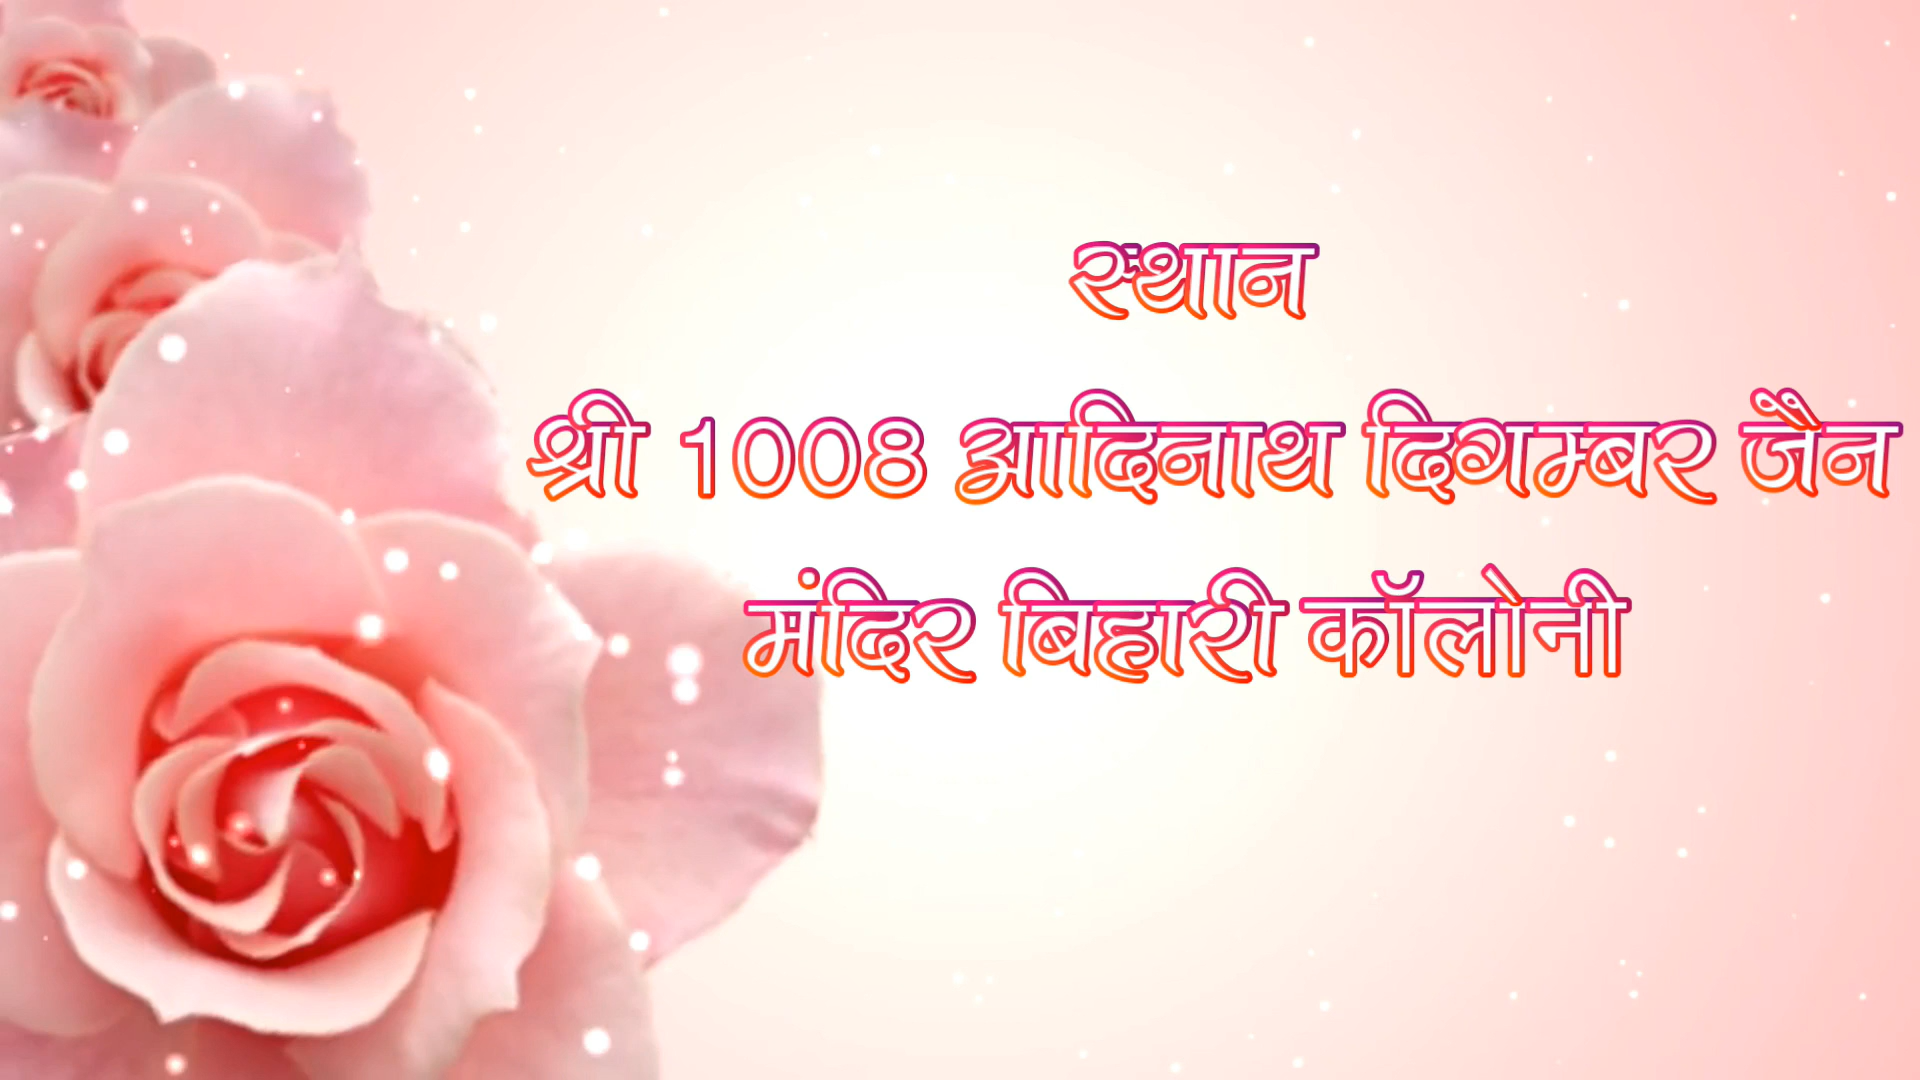 स्थान
श्री 1008 आदिनाथ दिगम्बर जैन
मंदिर बिहारी कॉलोनी